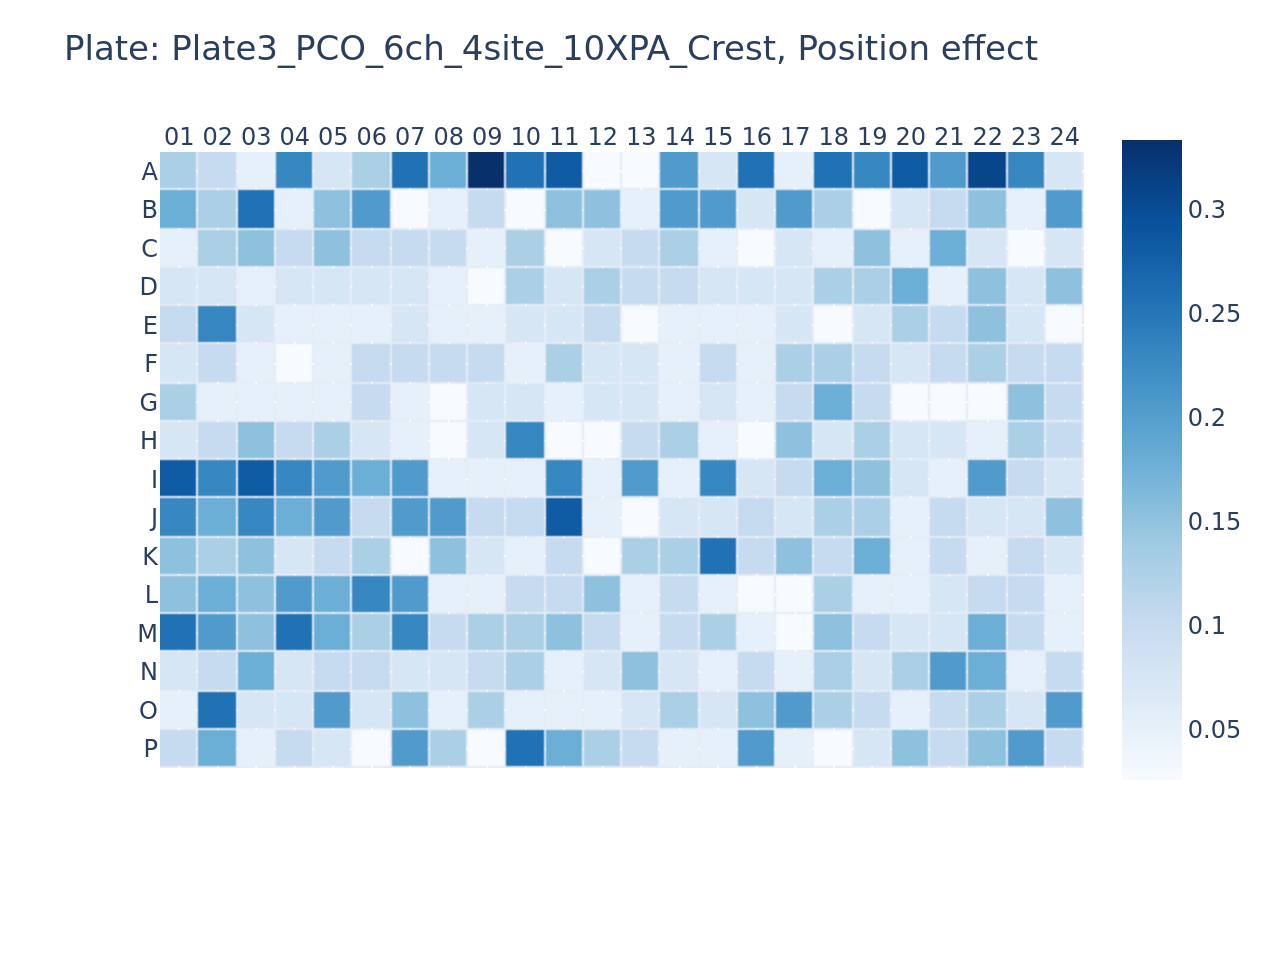 Plate: Plate3_PCO_6ch_4site_10XPA_Crest, Position effect
01 02 03 04 05 06 07 08 09 10 11 12 13 14 15 16 17 18 19 20 21 22 23 24
A
B
C
D
E
F
G
H
I
J
K
L
M
N
O
P
0.3
0.25
0.2
0.15
0.1
0.05